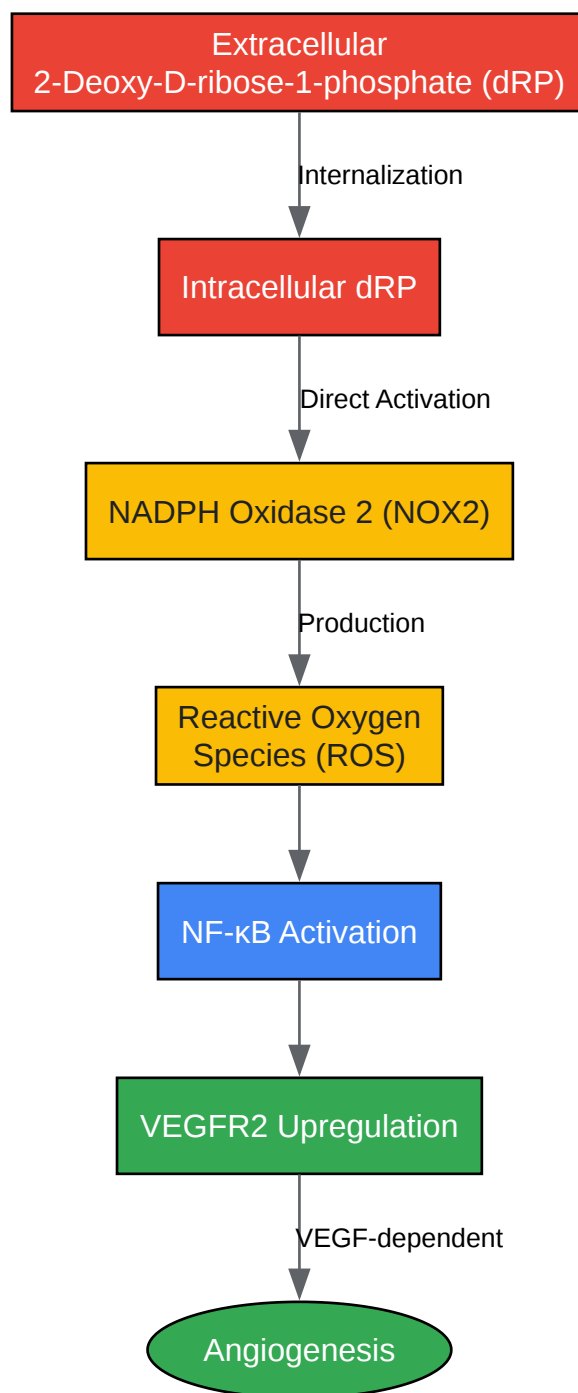 Extracellular
2-Deoxy-D-ribose-1-phosphate (dRP)
Internalization
Intracellular dRP
Direct Activation
NADPH Oxidase 2 (NOX2)
Production
Reactive Oxygen
Species (ROS)
NF-κB Activation
VEGFR2 Upregulation
VEGF-dependent
Angiogenesis